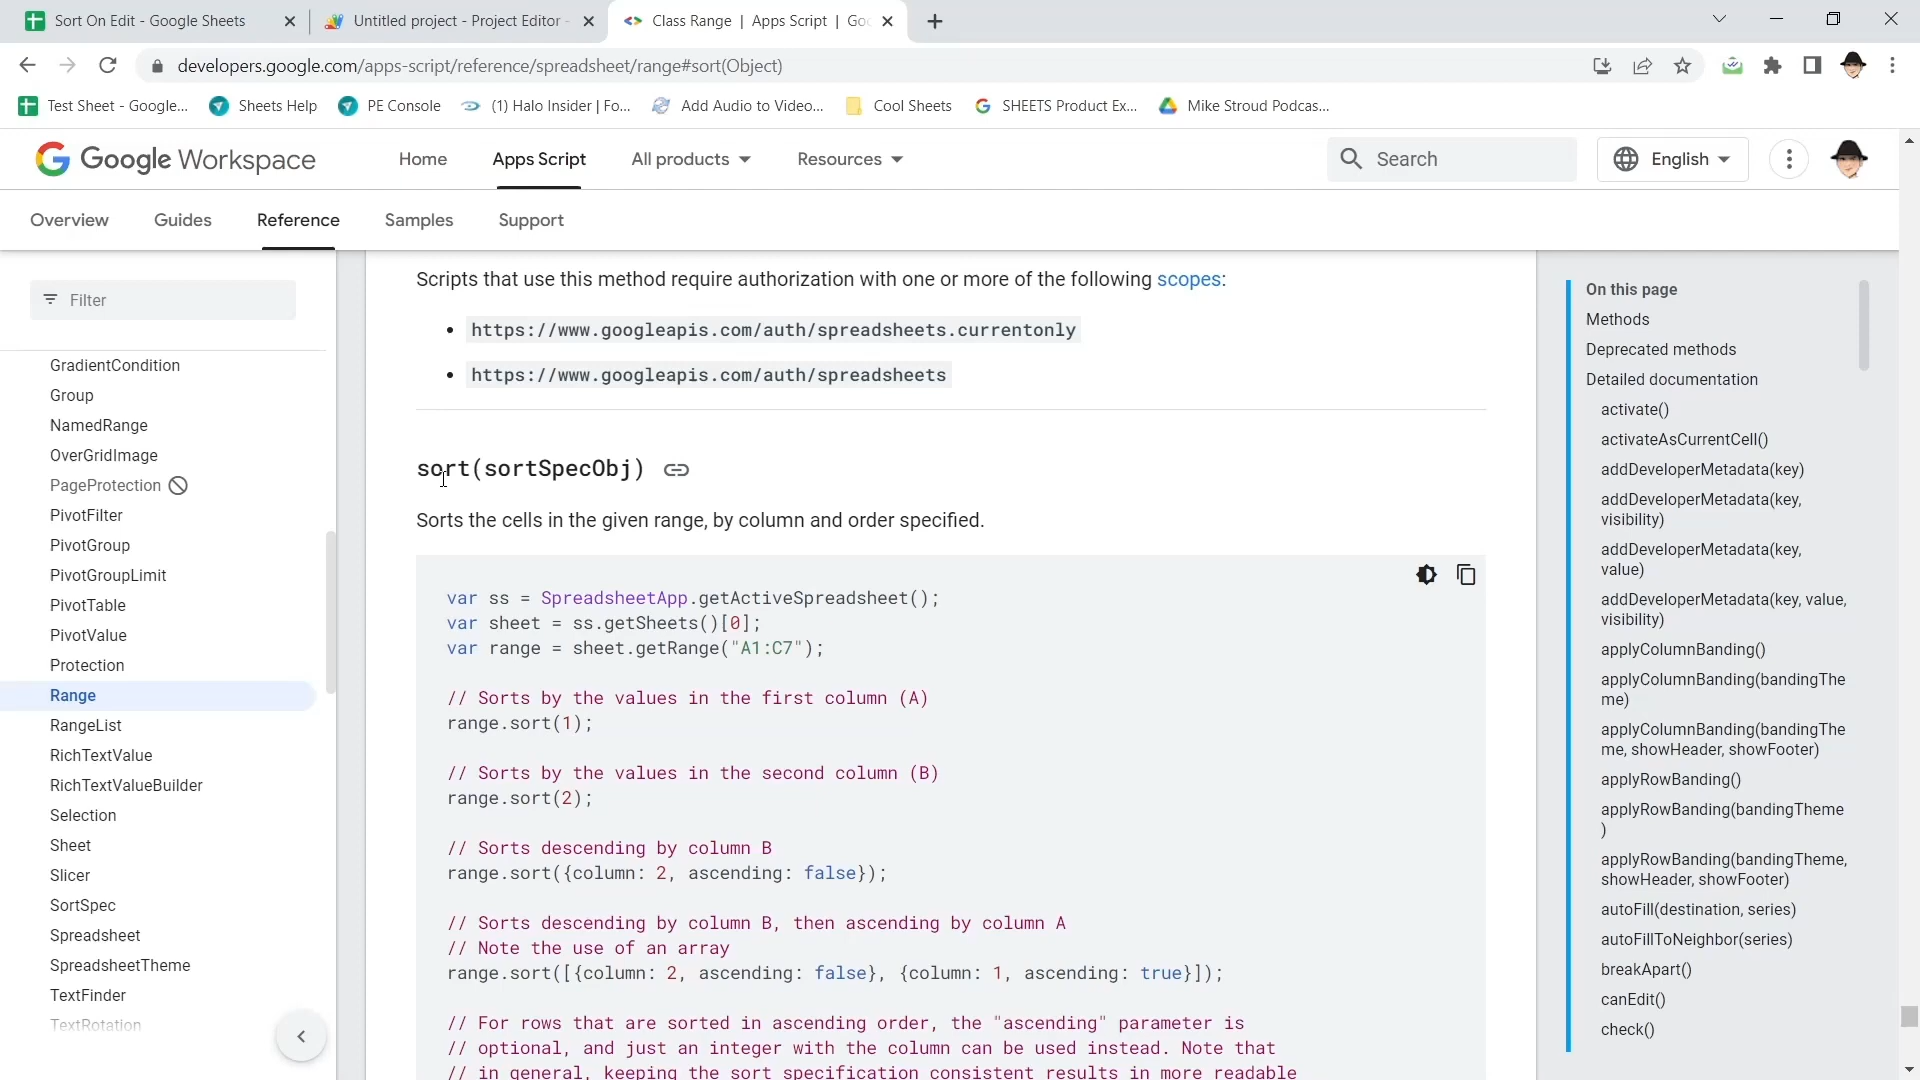 Sort On Edit - Google Sheets
Untitled project - Project Editor -
Class Range | Apps Script | Goo
developers.google.com/apps-script/reference/spreadsheet/range#sort(Object)
Test Sheet - Google...
Sheets Help
PE Console
(1) Halo Insider | Fo...
Add Audio to Video...
Cool Sheets
SHEETS Product Ex...
Mike Stroud Podcas...
Google Workspace
Home
Apps Script
All products
Resources
Search
English
Overview
Guides
Reference
Samples
Support
Filter
GradientCondition
Group
NamedRange
OverGridImage
PageProtection
PivotFilter
PivotGroup
PivotGroupLimit
PivotTable
PivotValue
Protection
Range
RangeList
RichTextValue
RichTextValueBuilder
Selection
Sheet
Slicer
SortSpec
Spreadsheet
SpreadsheetTheme
TextFinder
TextRotation
Scripts that use this method require authorization with one or more of the following scopes:
• https://www.googleapis.com/auth/spreadsheets.currentonly
• https://www.googleapis.com/auth/spreadsheets
sort(sortSpecObj)
Sorts the cells in the given range, by column and order specified.
var ss = SpreadsheetApp.getActiveSpreadsheet();
var sheet = ss.getSheets()[0];
var range = sheet.getRange("A1:C7");
// Sorts by the values in the first column (A)
range.sort(1);
// Sorts by the values in the second column (B)
range.sort(2);
// Sorts descending by column B
range.sort({column: 2, ascending: false});
// Sorts descending by column B, then ascending by column A
// Note the use of an array
range.sort([{column: 2, ascending: false}, {column: 1, ascending: true}]);
// For rows that are sorted in ascending order, the "ascending" parameter is
// optional, and just an integer with the column can be used instead. Note that
// in general, keeping the sort specification consistent results in more readable
On this page
Methods
Deprecated methods
Detailed documentation
activate()
activateAsCurrentCell()
addDeveloperMetadata(key)
addDeveloperMetadata(key,
visibility)
addDeveloperMetadata(key,
value)
addDeveloperMetadata(key, value,
visibility)
applyColumnBanding()
applyColumnBanding(bandingThe
me)
applyColumnBanding(bandingThe
me, showHeader, showFooter)
applyRowBanding()
applyRowBanding(bandingTheme
)
applyRowBanding(bandingTheme,
showHeader, showFooter)
autoFill(destination, series)
autoFillToNeighbor(series)
breakApart()
canEdit()
check()